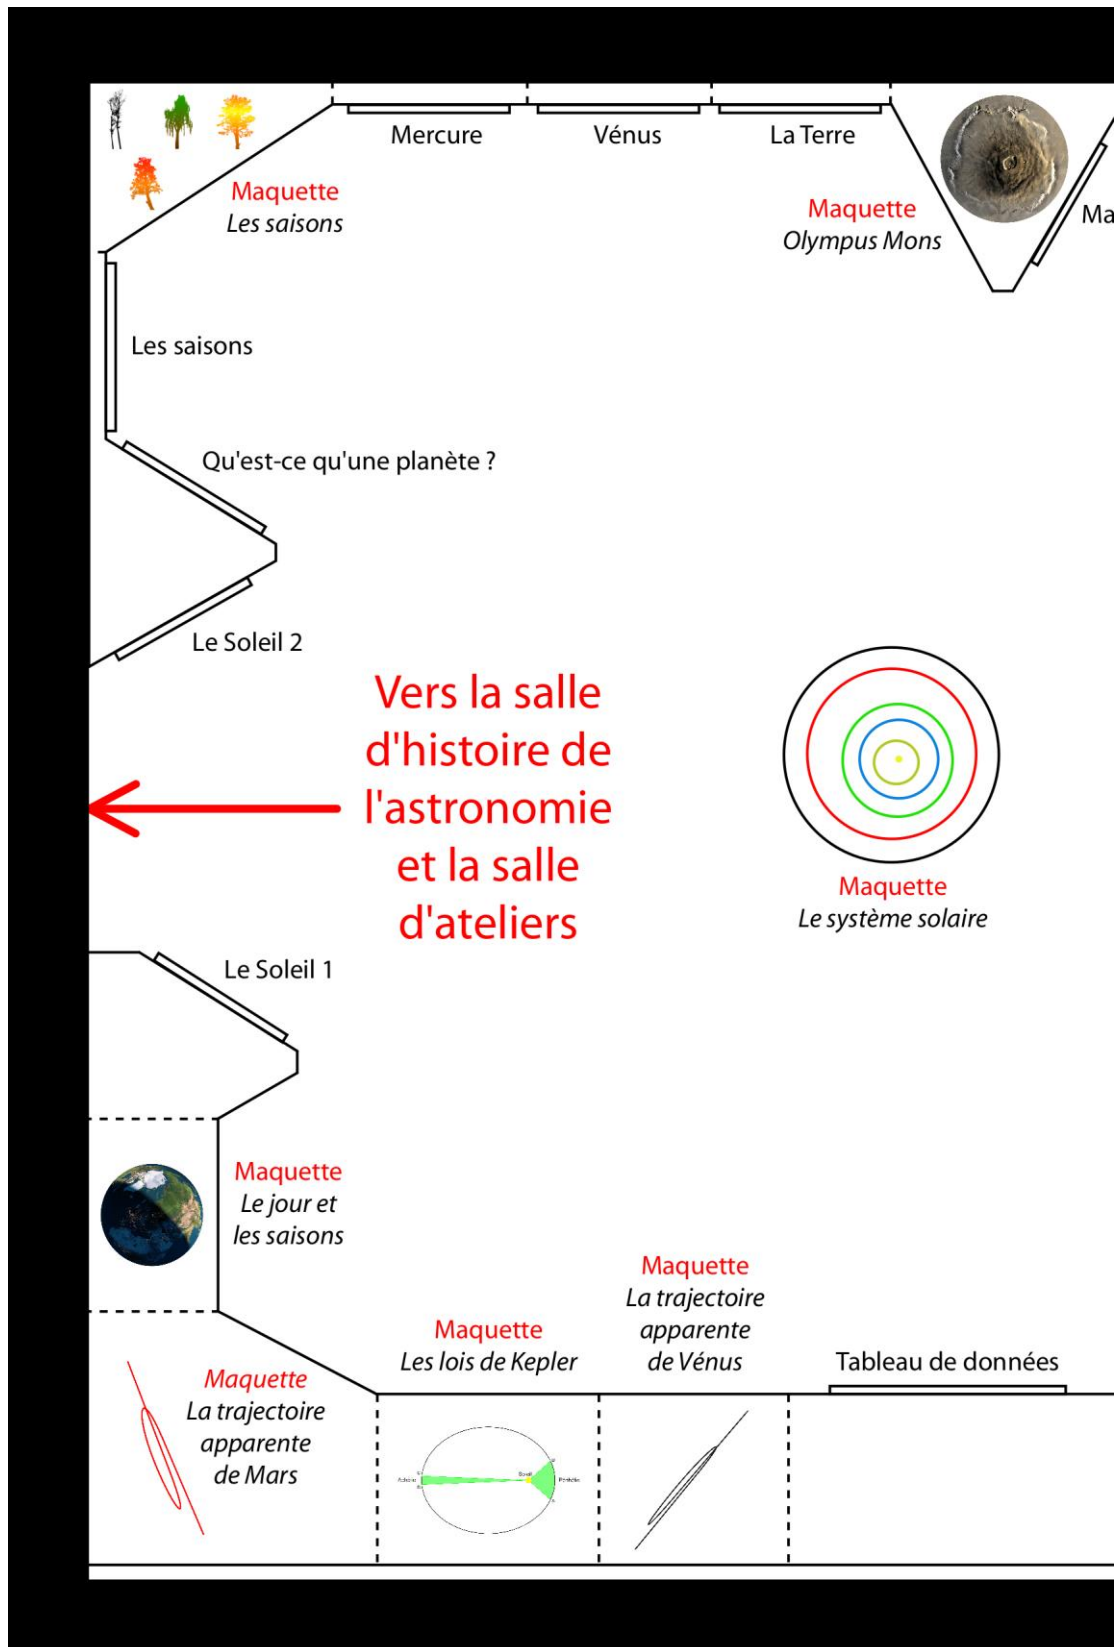 Mercure
Vénus
La Terre
Maquette
Les saisons
Maquette
Olympus Mons
Ma
Les saisons
Qu'est-ce qu'une planète ?
Le Soleil 2
Vers la salle
d'histoire de
l'astronomie
et la salle
d'ateliers
Maquette
Le système solaire
Le Soleil 1
Maquette
Le jour et
les saisons
Maquette
La trajectoire
apparente
de Vénus
Maquette
Les lois de Kepler
Tableau de données
Maquette
La trajectoire
apparente
de Mars
Soleil